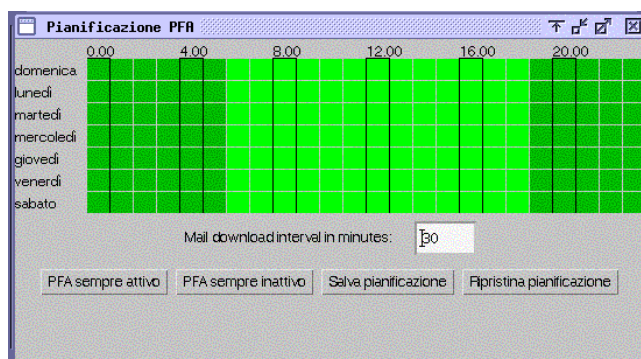 Pianificazione PFA
0,00 4,00 8,00 12,00 16,00 20,00
domenica
lunedì
martedì
mercoledì
giovedì
venerdì
sabato
Mail download interval in minutes: 30
PFA sempre attivo PFA sempre inattivo Salva pianificazione Ripristina pianificazione